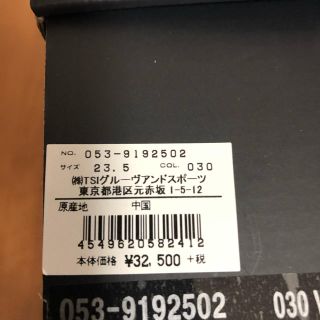 NO. 053-9192502
サイズ 23.5 COL. 030
㈱TSIグルーヴアンドスポーツ
東京都港区元赤坂 1-5-12
原産地 中国
4549620582412
本体価格 ¥32,500 +税
053-9192502 030